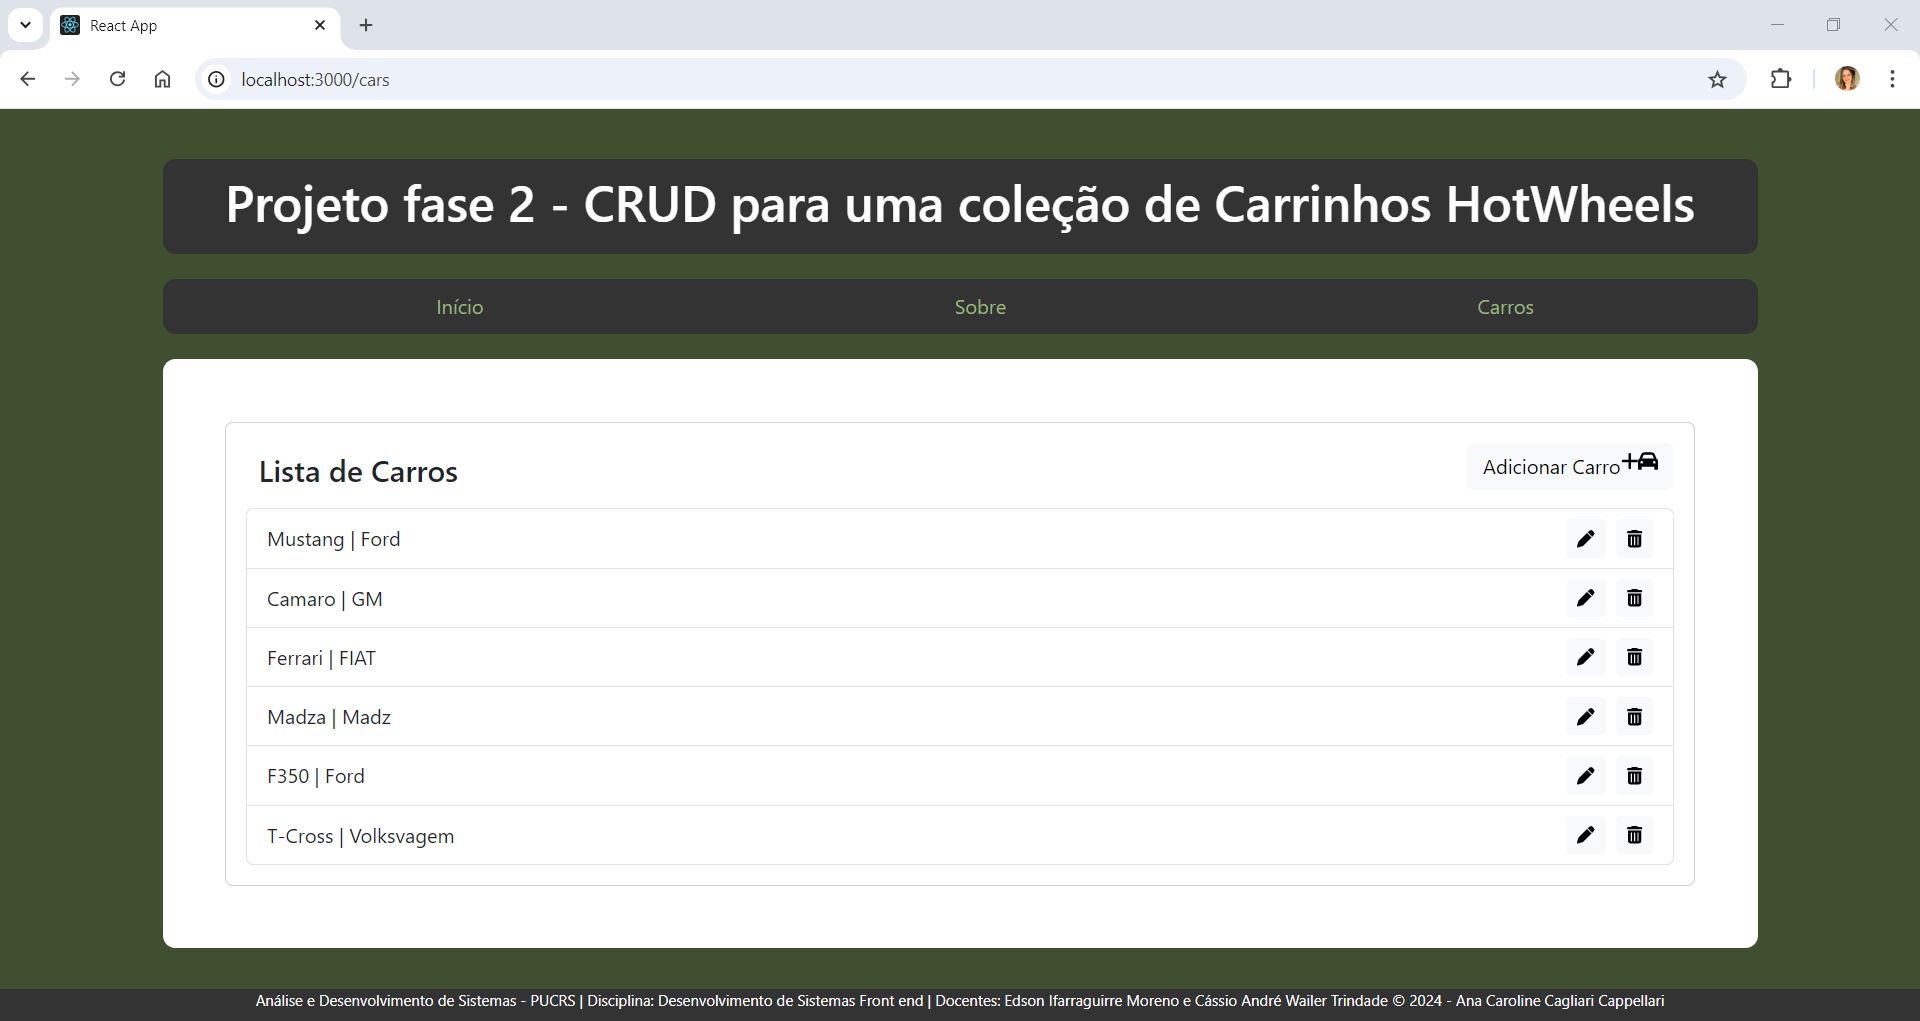 React App
localhost:3000/cars
Projeto fase 2 - CRUD para uma coleção de Carrinhos HotWheels
Início Sobre Carros
Lista de Carros
Adicionar Carro
Mustang | Ford
Camaro | GM
Ferrari | FIAT
Madza | Madz
F350 | Ford
T-Cross | Volksvagem
Análise e Desenvolvimento de Sistemas - PUCRS | Disciplina: Desenvolvimento de Sistemas Front end | Docentes: Edson Ifarraguirre Moreno e Cássio André Wailer Trindade © 2024 - Ana Caroline Cagliari Cappellari